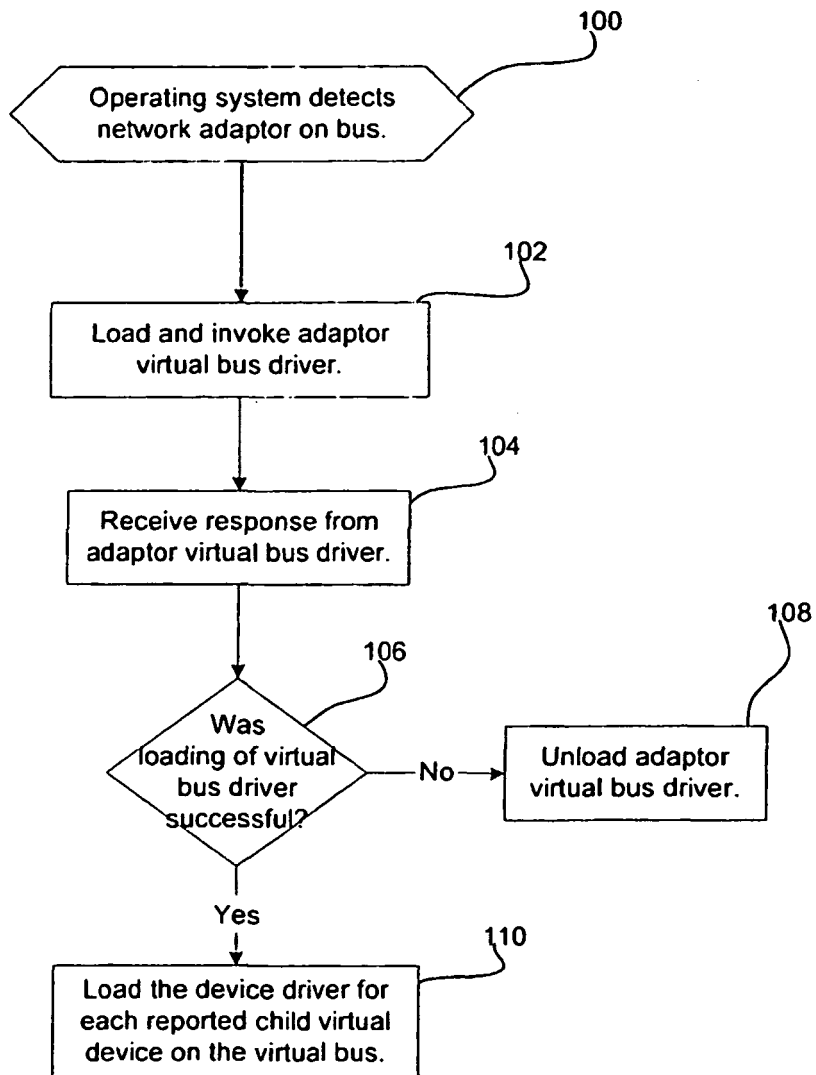 100
Operating system detects
network adaptor on bus.
102
Load and invoke adaptor
virtual bus driver.
104
Receive response from
adaptor virtual bus driver.
106
Was
loading of virtual
bus driver
successful?
No
108
Unload adaptor
virtual bus driver.
Yes
110
Load the device driver for
each reported child virtual
device on the virtual bus.